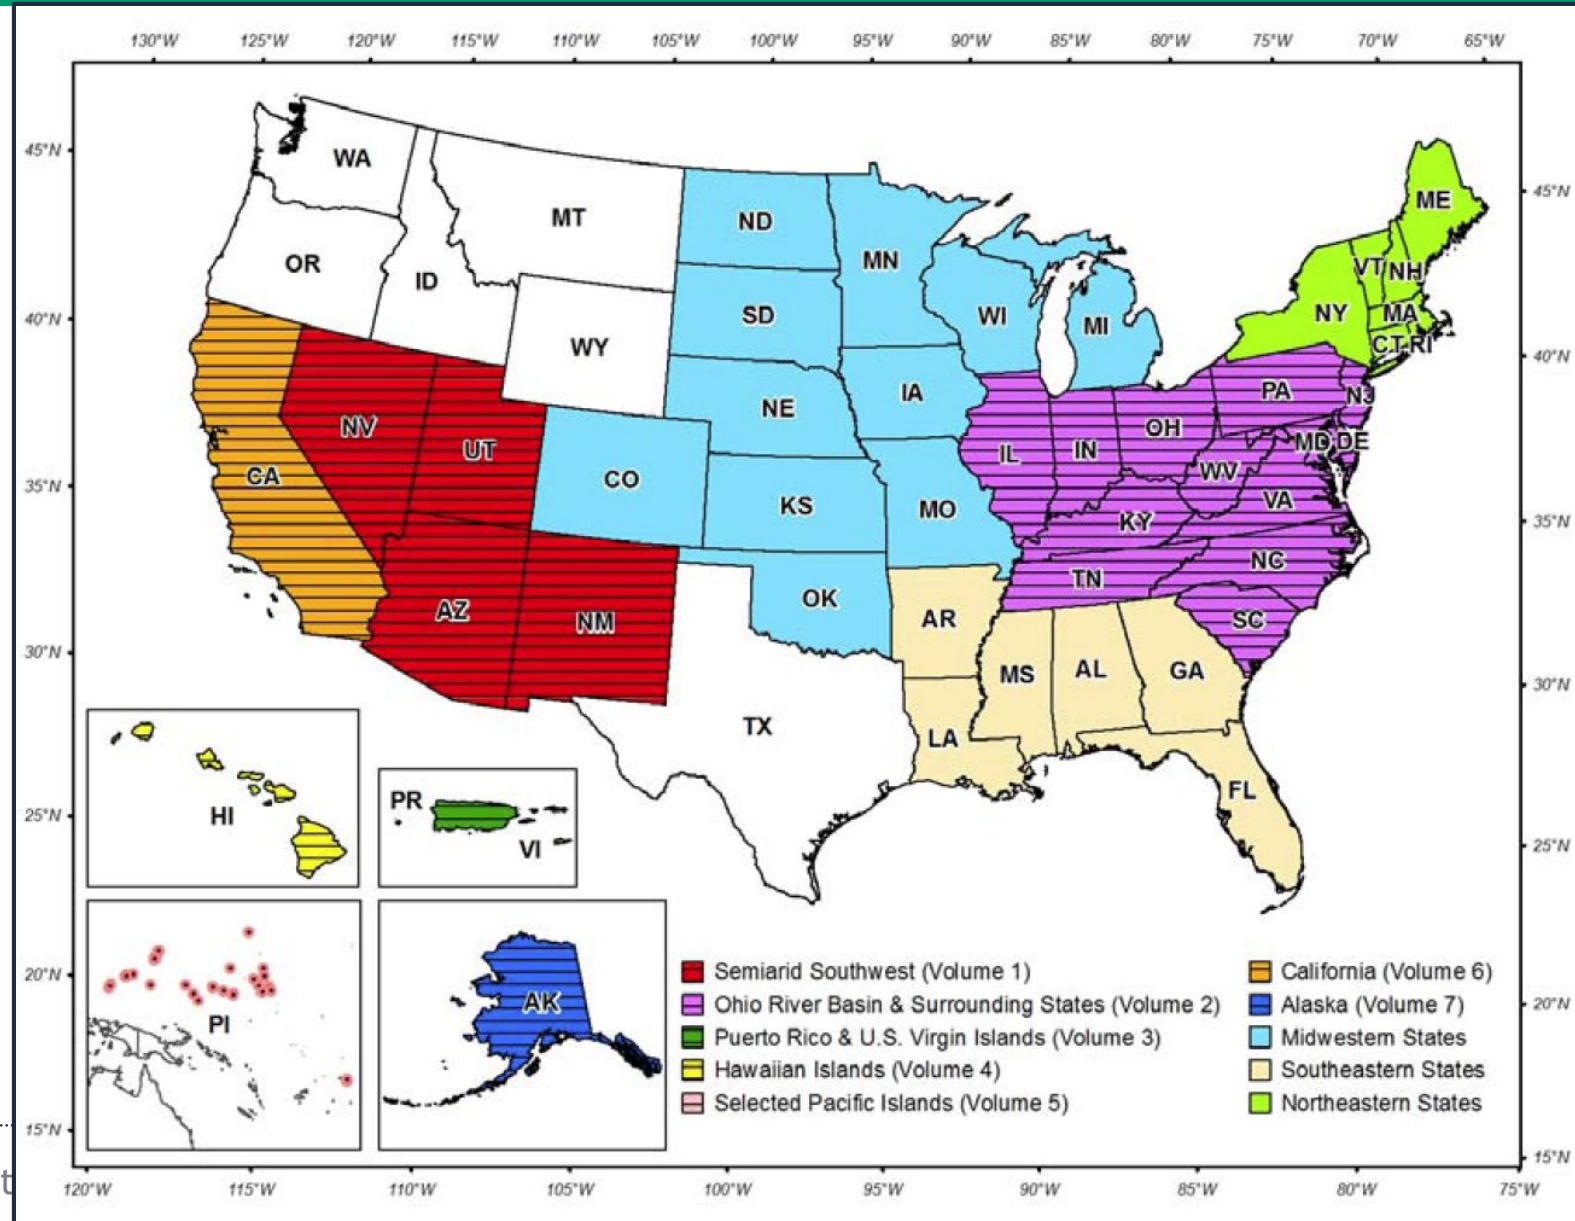 130°W 125°W 120°W 115°W 110°W 105°W 100°W 95°W 90°W 85°W 80°W 75°W 70°W 65°W
45°N
40°N
35°N
30°N
25°N
20°N
15°N
45°N
40°N
35°N
30°N
25°N
20°N
15°N
WA
MT
ND
MN
ME
OR
ID
SD
WI
MI
VT
NH
NY
MA
WY
CT
RI
NE
IA
PA
NJ
NV
UT
OH
MD
DE
CA
CO
KS
MO
IL
IN
WV
VA
KY
NC
AZ
NM
OK
AR
TN
SC
MS
AL
GA
TX
LA
FL
HI
PR
VI
PI
AK
Semiarid Southwest (Volume 1)
Ohio River Basin & Surrounding States (Volume 2)
Puerto Rico & U.S. Virgin Islands (Volume 3)
Hawaiian Islands (Volume 4)
Selected Pacific Islands (Volume 5)
California (Volume 6)
Alaska (Volume 7)
Midwestern States
Southeastern States
Northeastern States
t
120°W 115°W 110°W 105°W 100°W 95°W 90°W 85°W 80°W 75°W